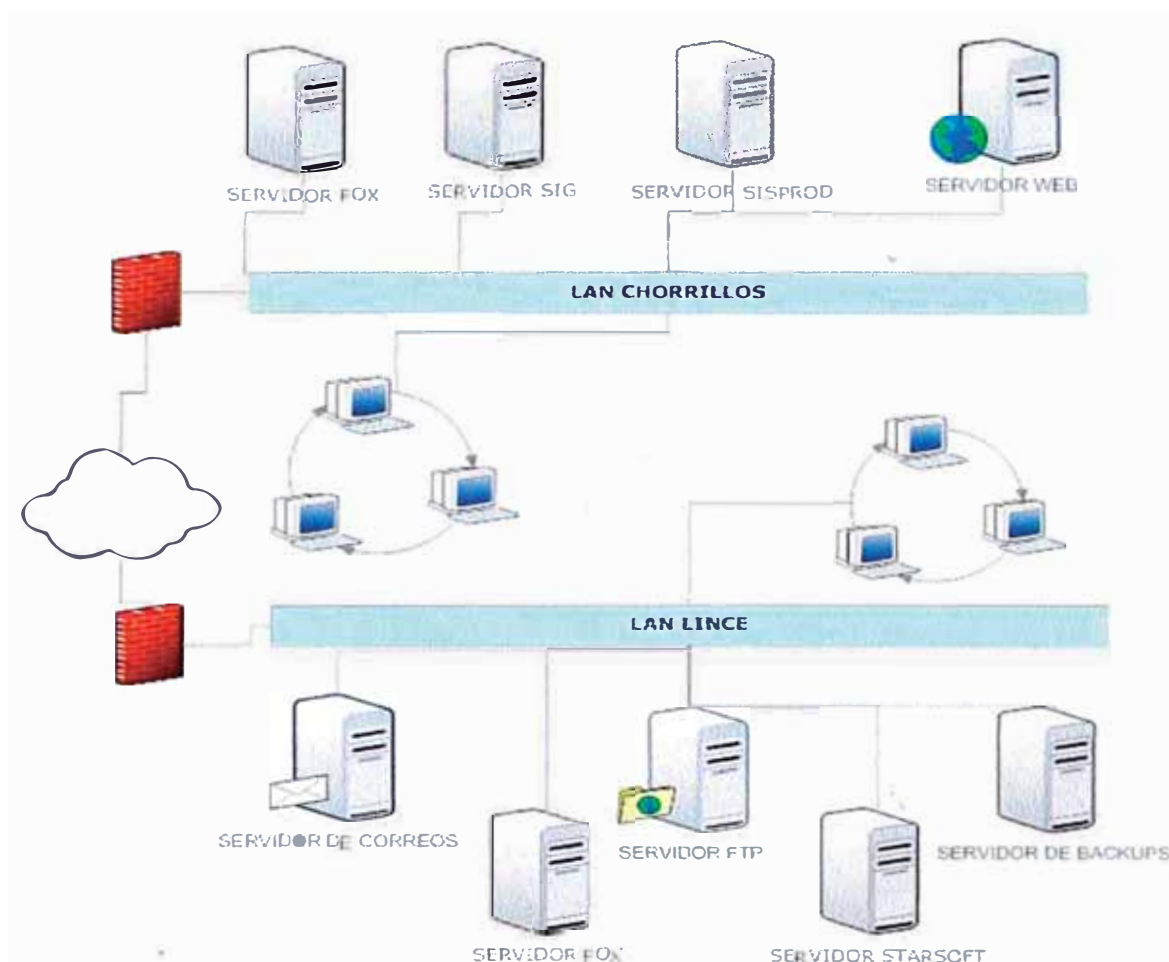 SERVIDOR FOX
SERVIDOR SIG
SERVIDOR SISPROD
SERVIDOR WEB
LAN CHORRILLOS
LAN LINCE
SERVIDOR DE CORREOS
SERVIDOR FTP
SERVIDOR DE BACKUPS
SERVIDOR FOX
SERVIDOR STARSOFT